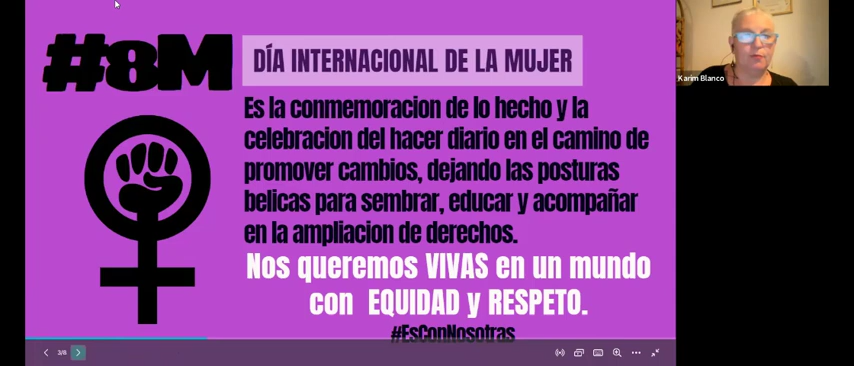 #8M
DÍA INTERNACIONAL DE LA MUJER
Es la conmemoracion de lo hecho y la
celebracion del hacer diario en el camino de
promover cambios, dejando las posturas
belicas para sembrar, educar y acompañar
en la ampliacion de derechos.
Nos queremos VIVAS en un mundo
con EQUIDAD y RESPETO.
#EsConNosotras
3/8
Karim Blanco